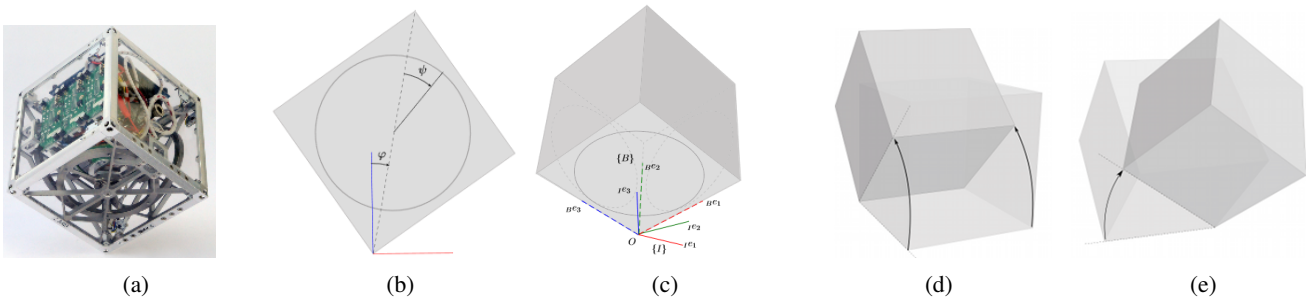 ψ
φ
{B}
Be2
Ie3
Be3
Be1
Ie2
O
{I}
Ie1
(a)
(b)
(c)
(d)
(e)